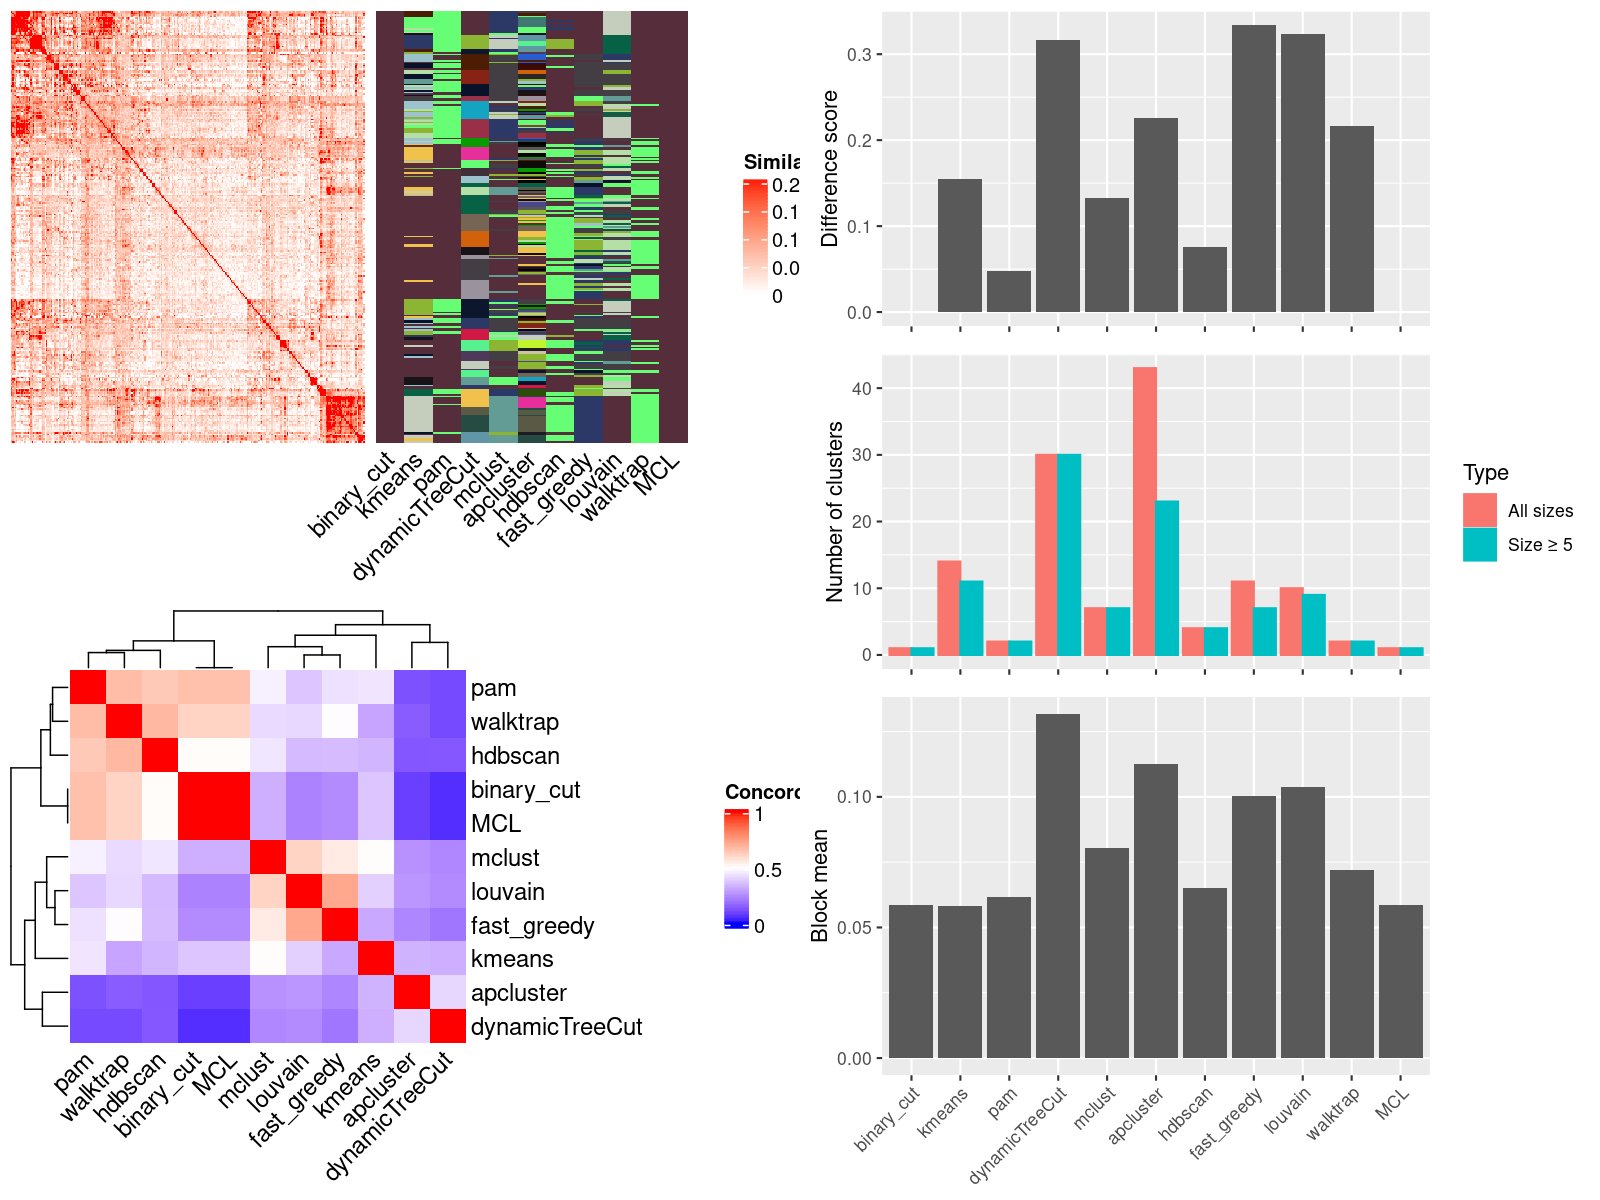 Simila
0.2
0.1
0.1
0.0
0
binary_cut
kmeans
pam
dynamicTreeCut
mclust
apcluster
hdbscan
fast_greedy
louvain
walktrap
MCL
pam
walktrap
hdbscan
binary_cut
MCL
mclust
louvain
fast_greedy
kmeans
apcluster
dynamicTreeCut
pam
walktrap
hdbscan
binary_cut
MCL
mclust
louvain
fast_greedy
kmeans
apcluster
dynamicTreeCut
Concord
1
0.5
0
Difference score
0.3
0.2
0.1
0.0
Number of clusters
40
30
20
10
0
Type
All sizes
Size ≥ 5
Block mean
0.10
0.05
0.00
binary_cut
kmeans
pam
dynamicTreeCut
mclust
apcluster
hdbscan
fast_greedy
louvain
walktrap
MCL